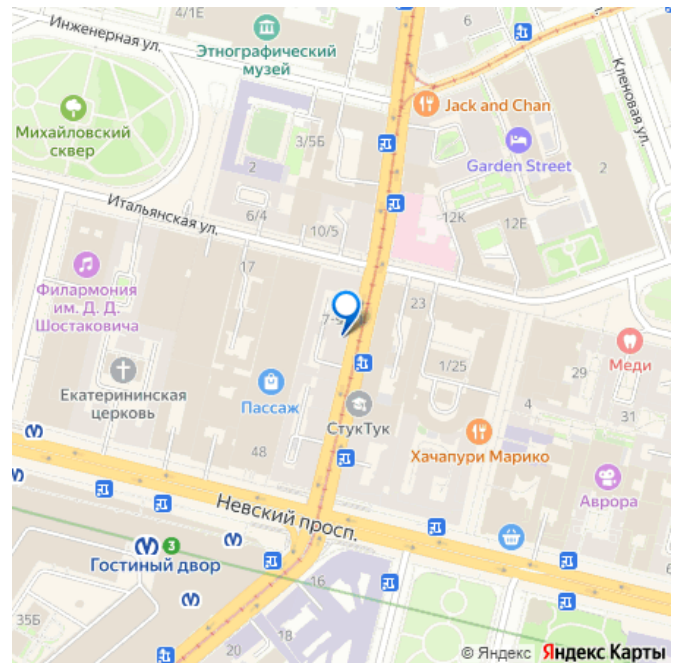 4/1Е
6
Инженерная ул.
Этнографический
музей
Кленовая ул.
Jack and Chan
Михайловский
сквер
3/5Б
Garden Street
2
2
Итальянская ул.
6/4
10/5
12К
12Е
17
Филармония
им. Д. Д.
Шостаковича
23
Меди
1/25
29
Екатерининская
церковь
Пассаж
4
31
СтукТук
48
Хачапури Марико
Аврора
Невский просп.
3
Гостиный двор
16
6
35Б
20
18
28
© Яндекс Яндекс Карты